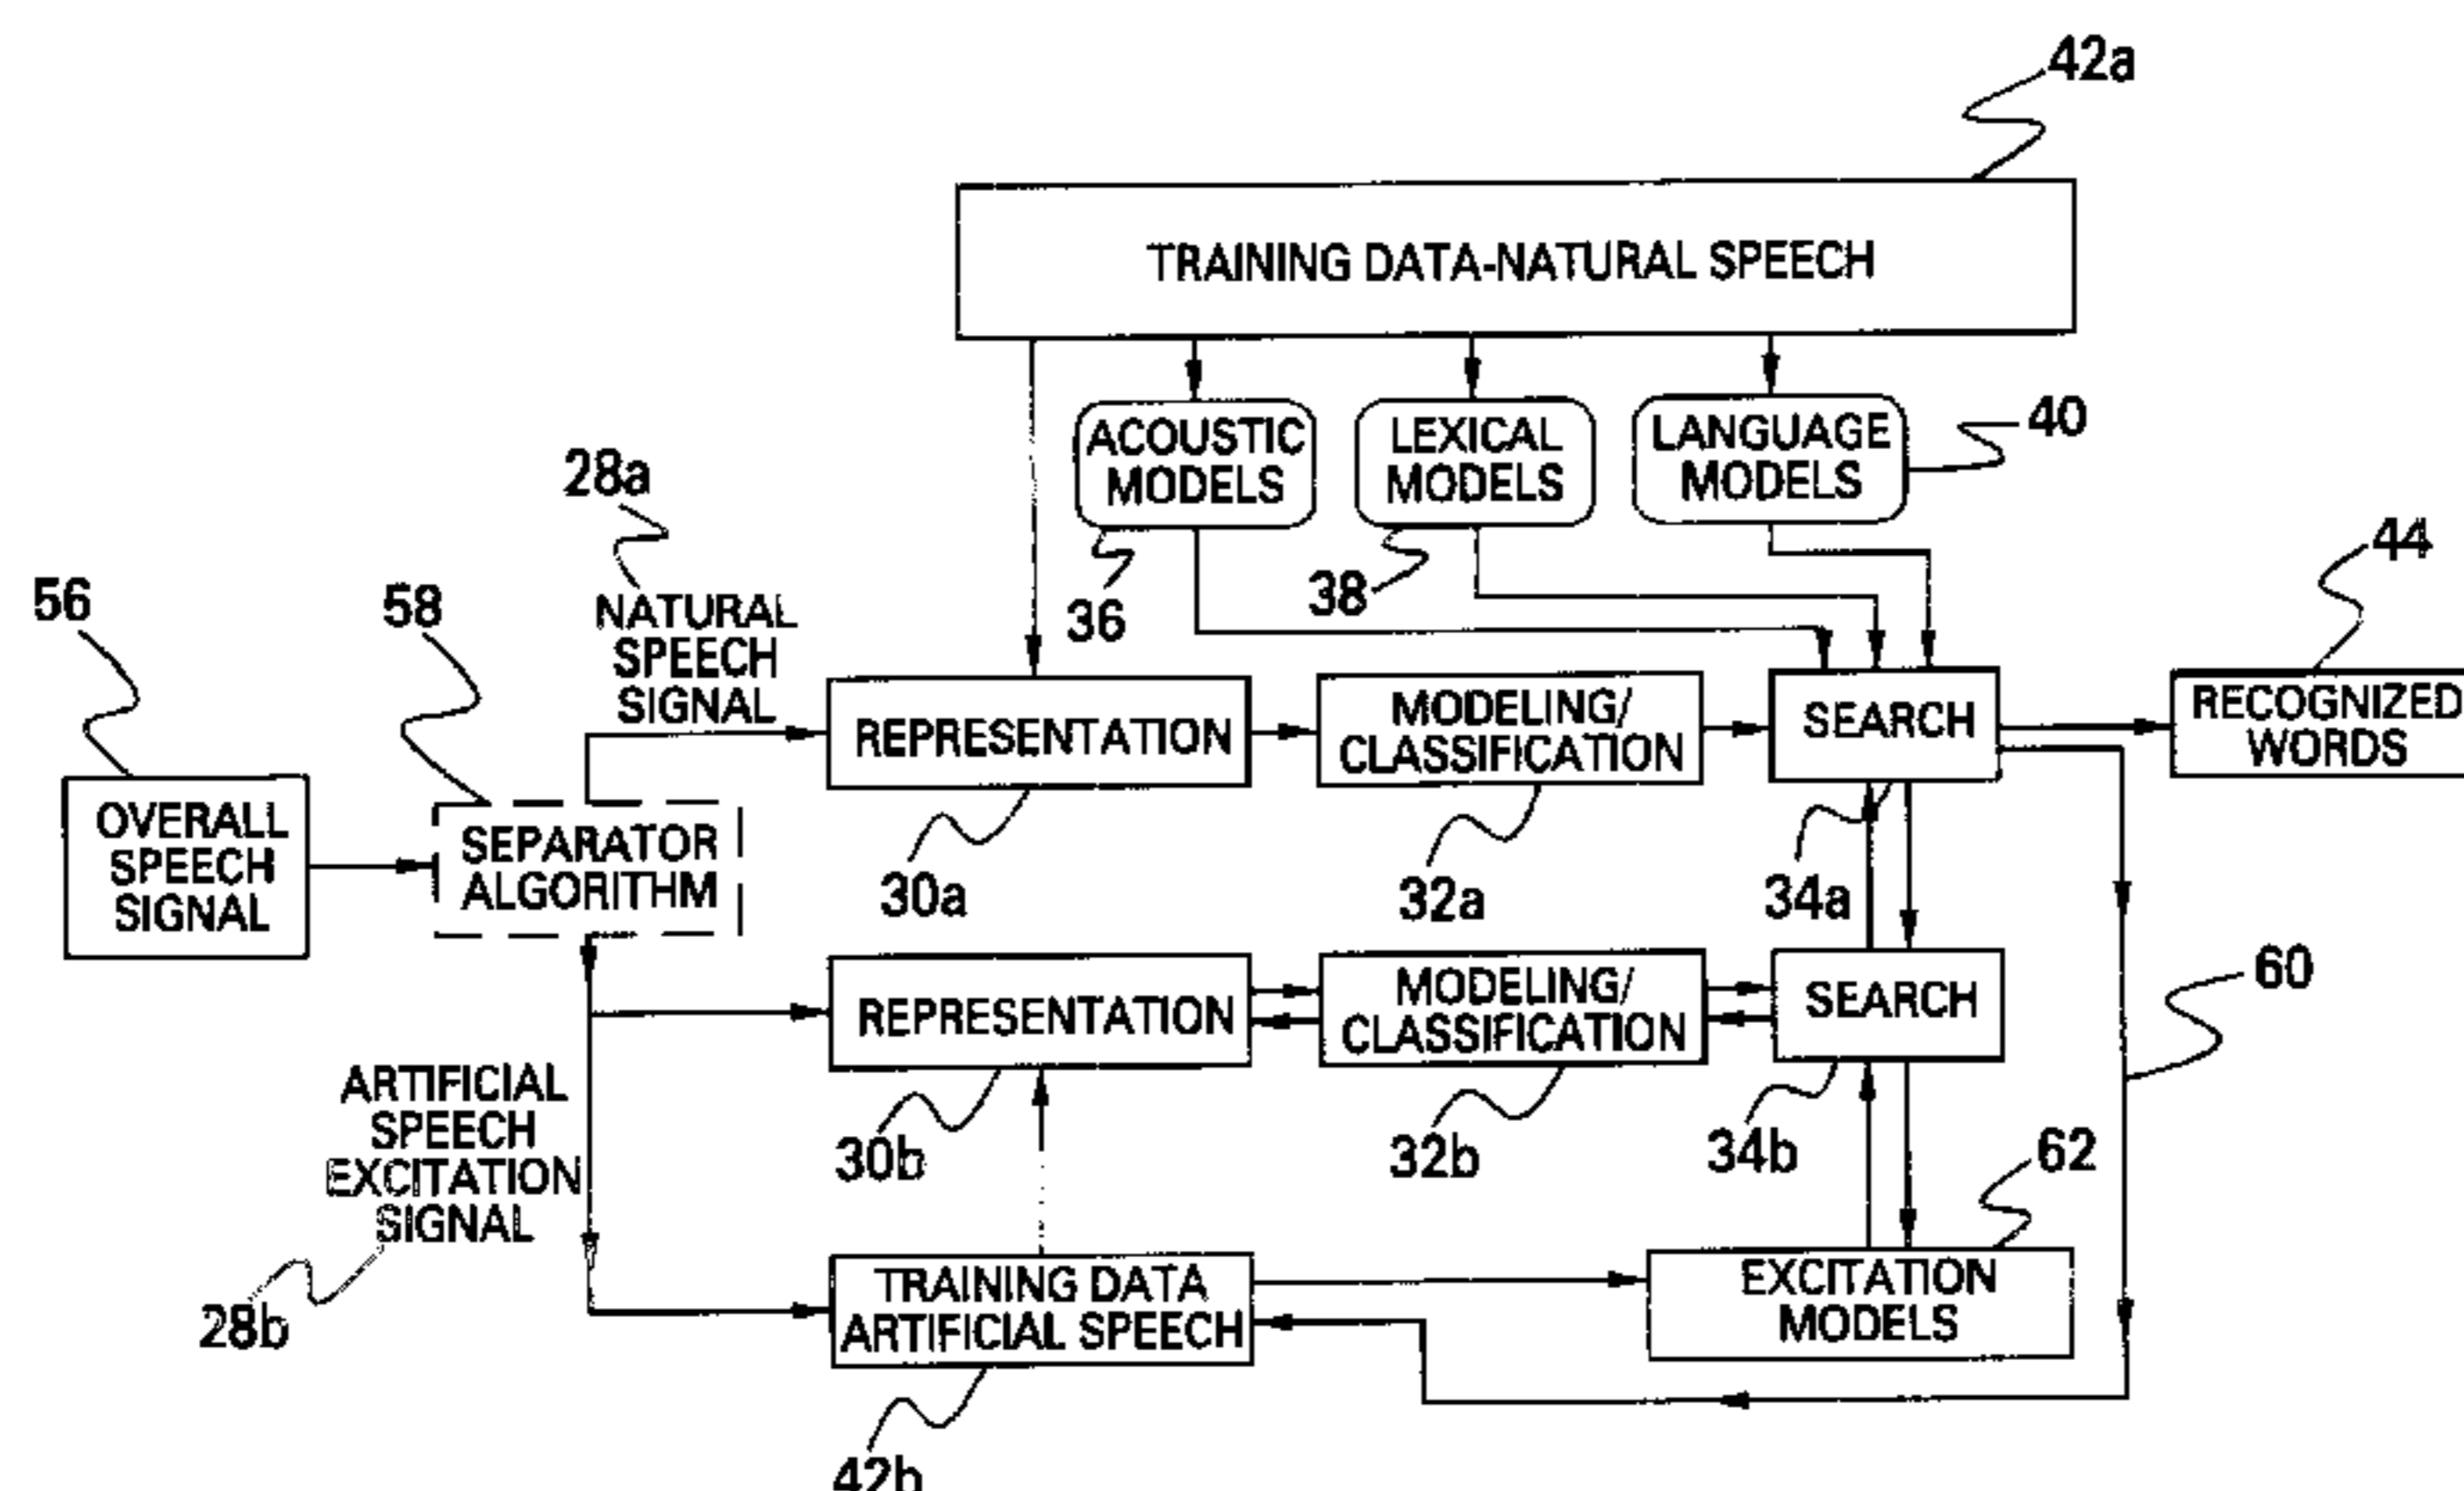 42a
TRAINING DATA-NATURAL SPEECH
ACOUSTIC
MODELS
LEXICAL
MODELS
LANGUAGE
MODELS
40
28a
36
38
44
56
58
NATURAL
SPEECH
SIGNAL
REPRESENTATION
MODELING/
CLASSIFICATION
SEARCH
RECOGNIZED
WORDS
OVERALL
SPEECH
SIGNAL
SEPARATOR
ALGORITHM
30a
32a
34a
REPRESENTATION
MODELING/
CLASSIFICATION
SEARCH
60
ARTIFICIAL
SPEECH
EXCITATION
SIGNAL
30b
32b
34b
62
28b
TRAINING DATA
ARTIFICIAL SPEECH
EXCITATION
MODELS
42b